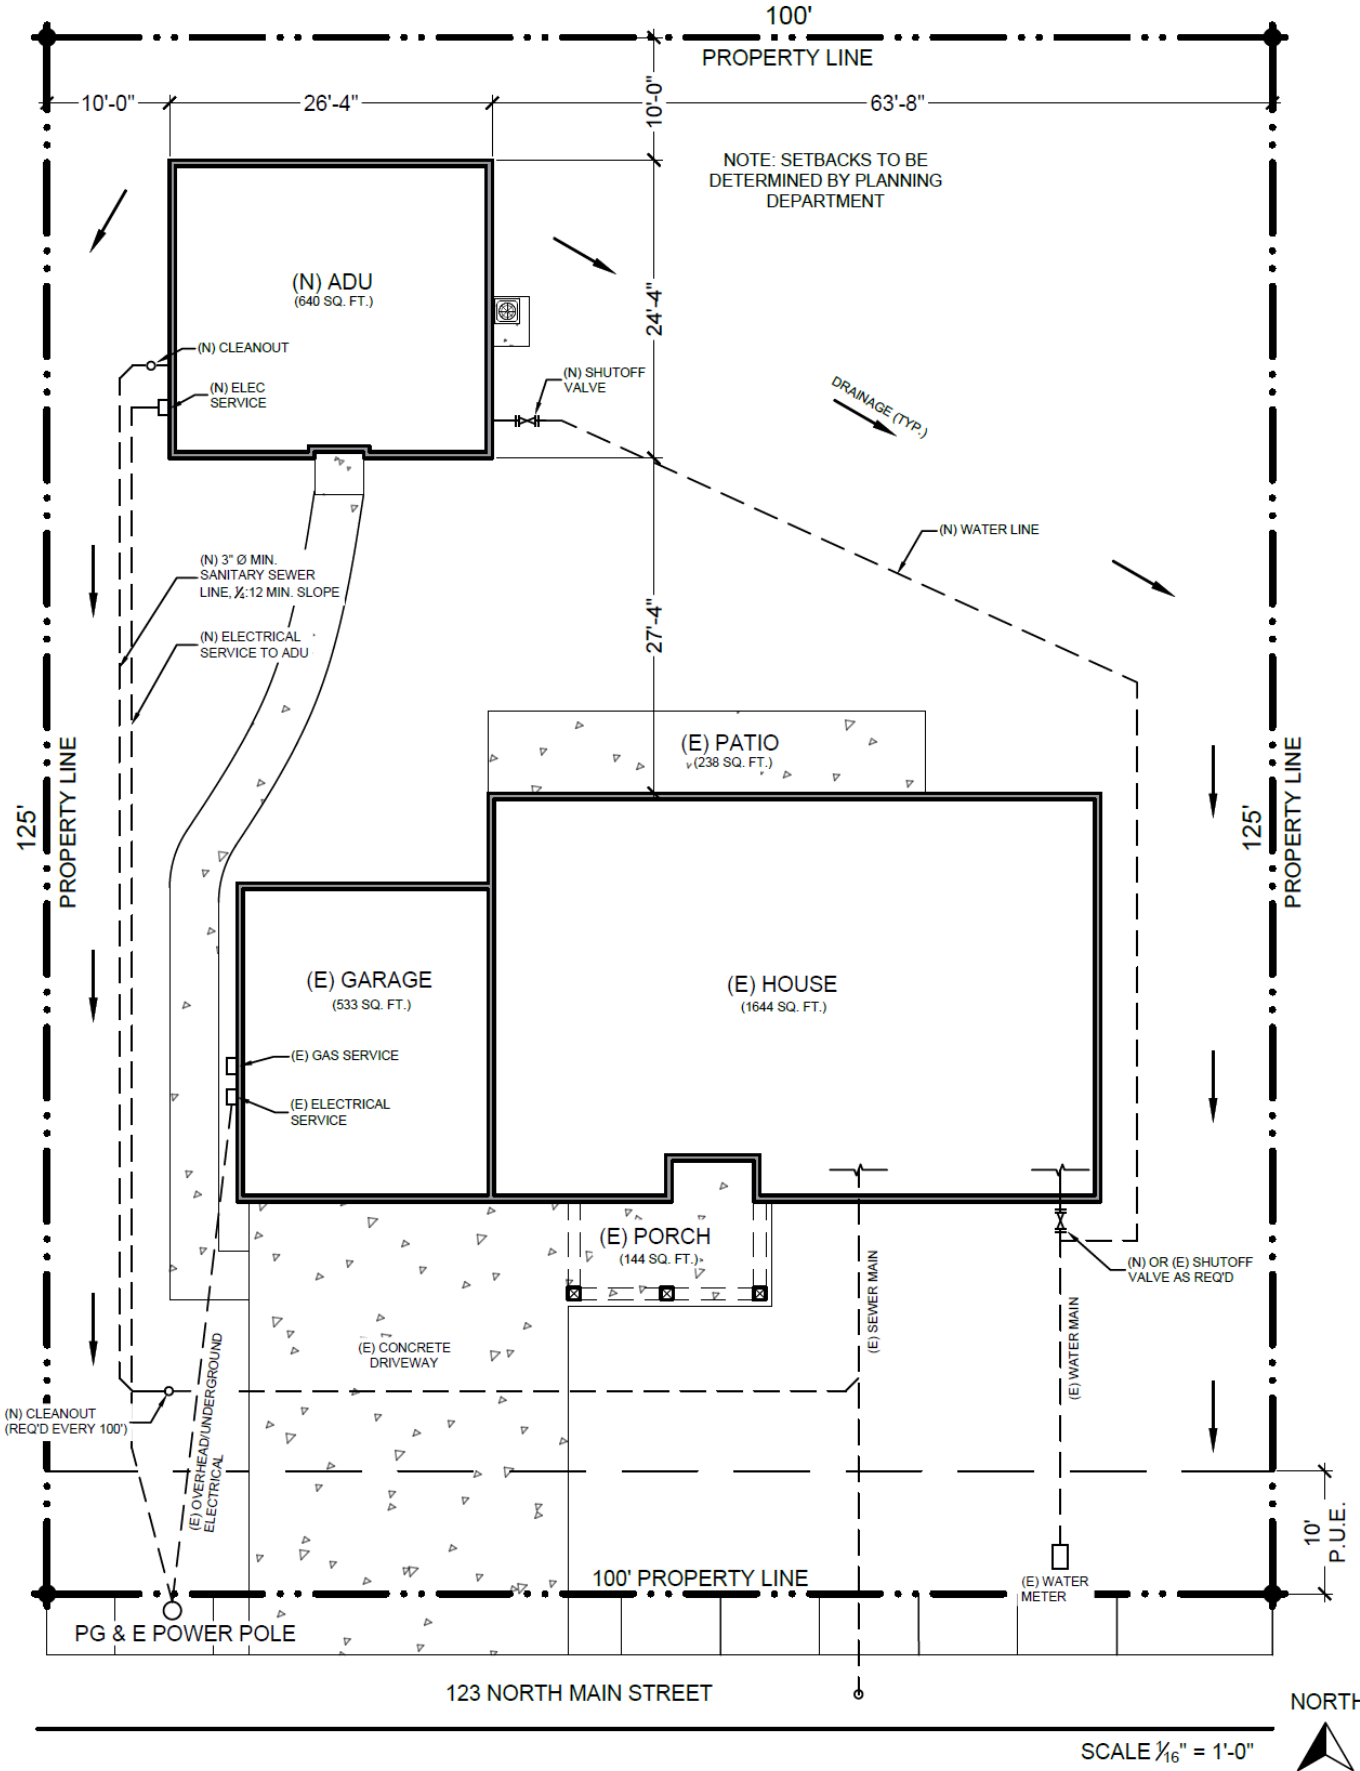 100'
PROPERTY LINE
10'-0"
26'-4"
10'-0"
63'-8"
NOTE: SETBACKS TO BE
DETERMINED BY PLANNING
DEPARTMENT
(N) ADU
(640 SQ. FT.)
24'-4"
(N) CLEANOUT
(N) ELEC
SERVICE
(N) SHUTOFF
VALVE
DRAINAGE (TYP.)
(N) WATER LINE
(N) 3" Ø MIN.
SANITARY SEWER
LINE, ¼:12 MIN. SLOPE
(N) ELECTRICAL
SERVICE TO ADU
27'-4"
(E) PATIO
(238 SQ. FT.)
125'
PROPERTY LINE
125'
PROPERTY LINE
(E) GARAGE
(533 SQ. FT.)
(E) HOUSE
(1644 SQ. FT.)
(E) GAS SERVICE
(E) ELECTRICAL
SERVICE
(E) PORCH
(144 SQ. FT.)
(E) SEWER MAIN
(N) OR (E) SHUTOFF
VALVE AS REQ'D
(E) WATER MAIN
(E) CONCRETE
DRIVEWAY
(N) CLEANOUT
(REQ'D EVERY 100')
(E) OVERHEAD/UNDERGROUND
ELECTRICAL
10'
P.U.E.
100' PROPERTY LINE
(E) WATER
METER
PG & E POWER POLE
123 NORTH MAIN STREET
NORTH
SCALE 1/16" = 1'-0"